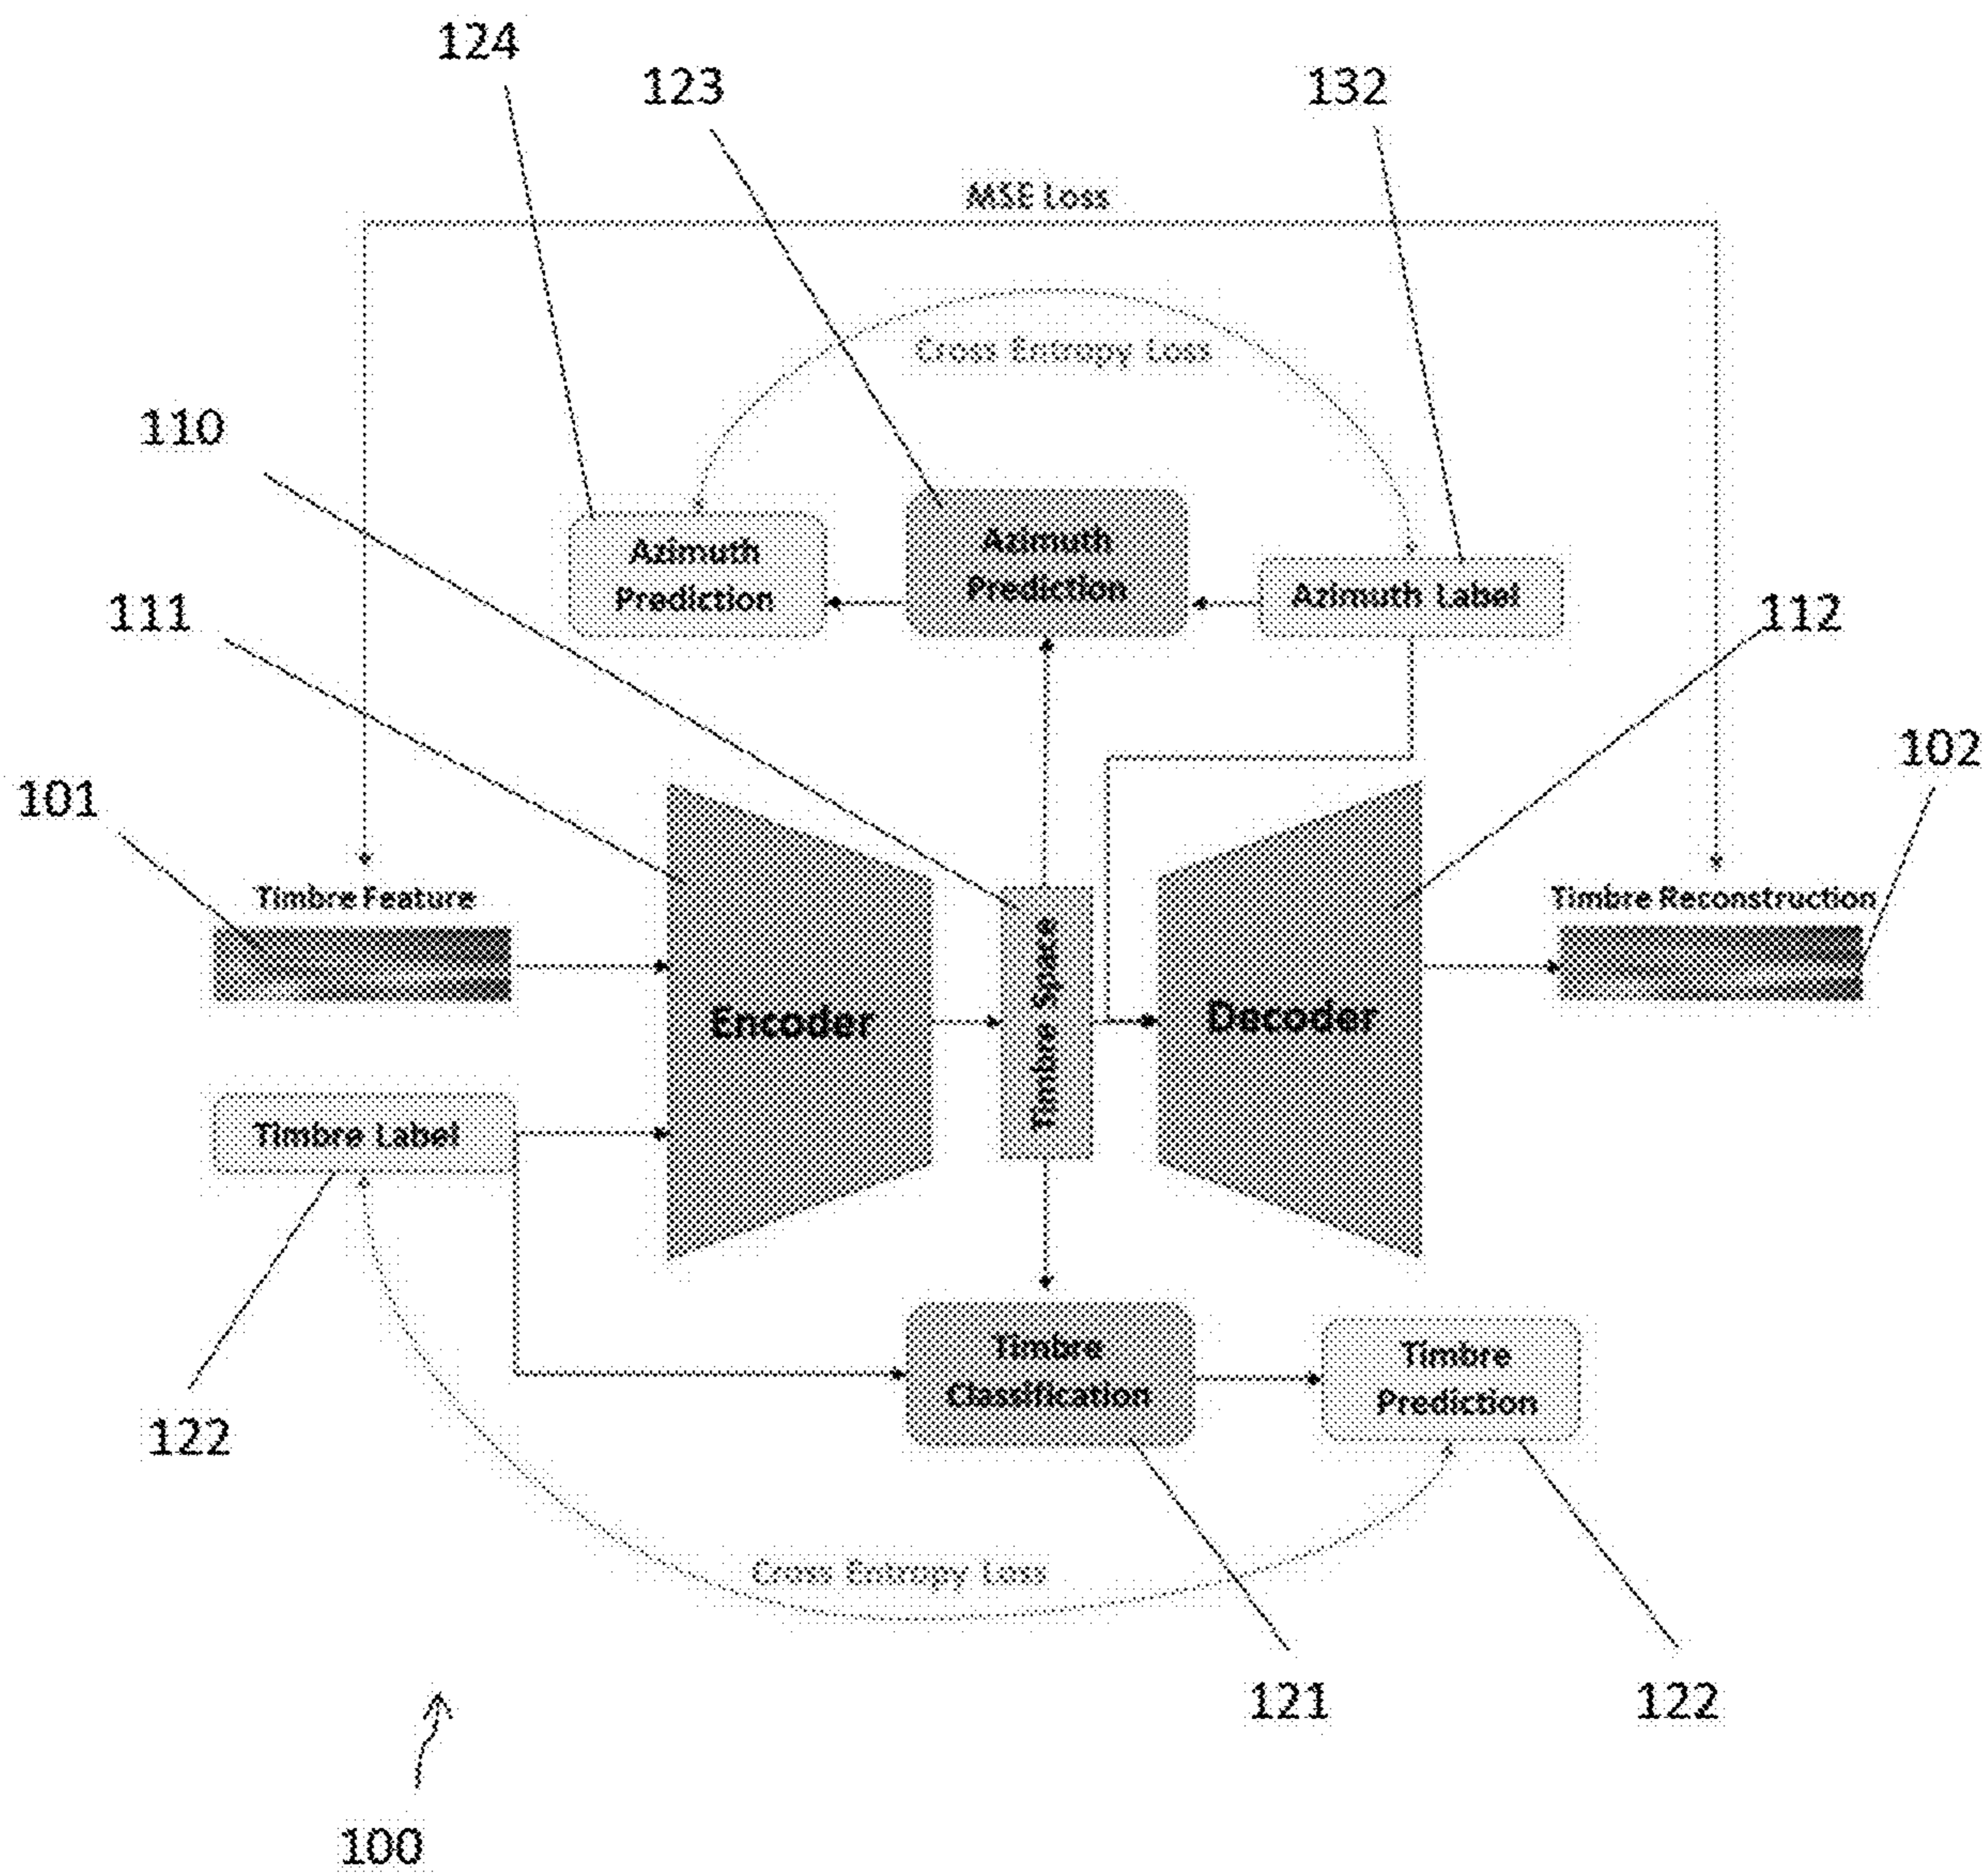 124
123
132
MSE Loss
Cross Entropy Loss
110
Azimuth
Prediction
Azimuth
Prediction
Azimuth Label
111
112
102
101
Timbre Feature
Timbre Reconstruction
Encoder
Timbre Space
Decoder
Timbre Label
Timbre
Classification
Timbre
Prediction
122
Cross Entropy Loss
121
122
100